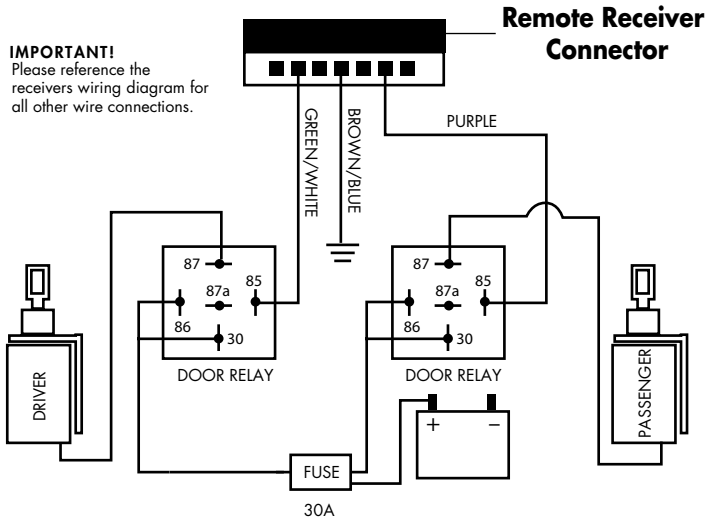 Remote Receiver
Connector
IMPORTANT!
Please reference the
receivers wiring diagram for
all other wire connections.
GREEN/WHITE
BROWN/BLUE
PURPLE
87
87a
85
86
30
DOOR RELAY
87
87a
85
86
30
DOOR RELAY
DRIVER
PASSENGER
+ −
FUSE
30A